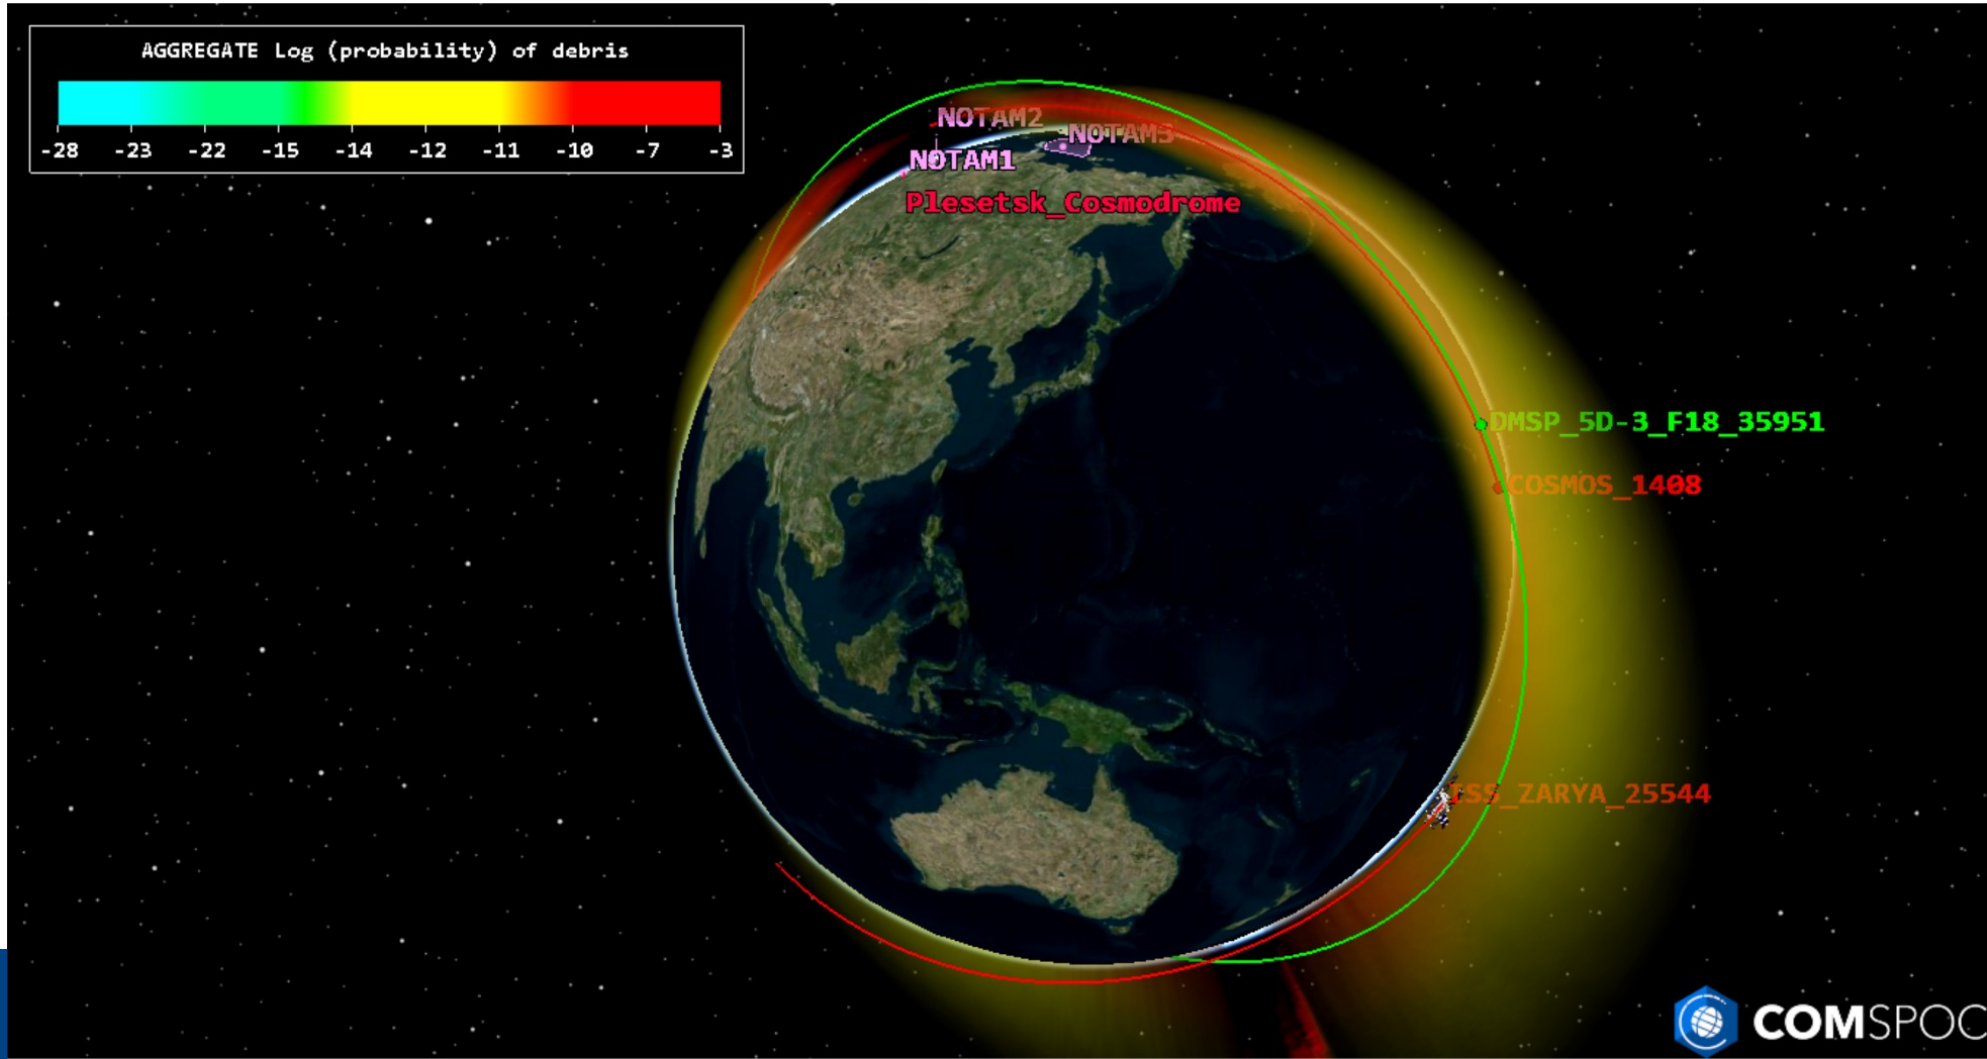 AGGREGATE Log (probability) of debris
-28 -23 -22 -15 -14 -12 -11 -10 -7 -3
NOTAM2
NOTAM3
NOTAM1
Plesetsk_Cosmodrome
DMSP_5D-3_F18_35951
COSMOS_1408
ISS_ZARYA_25544
COMSPOC